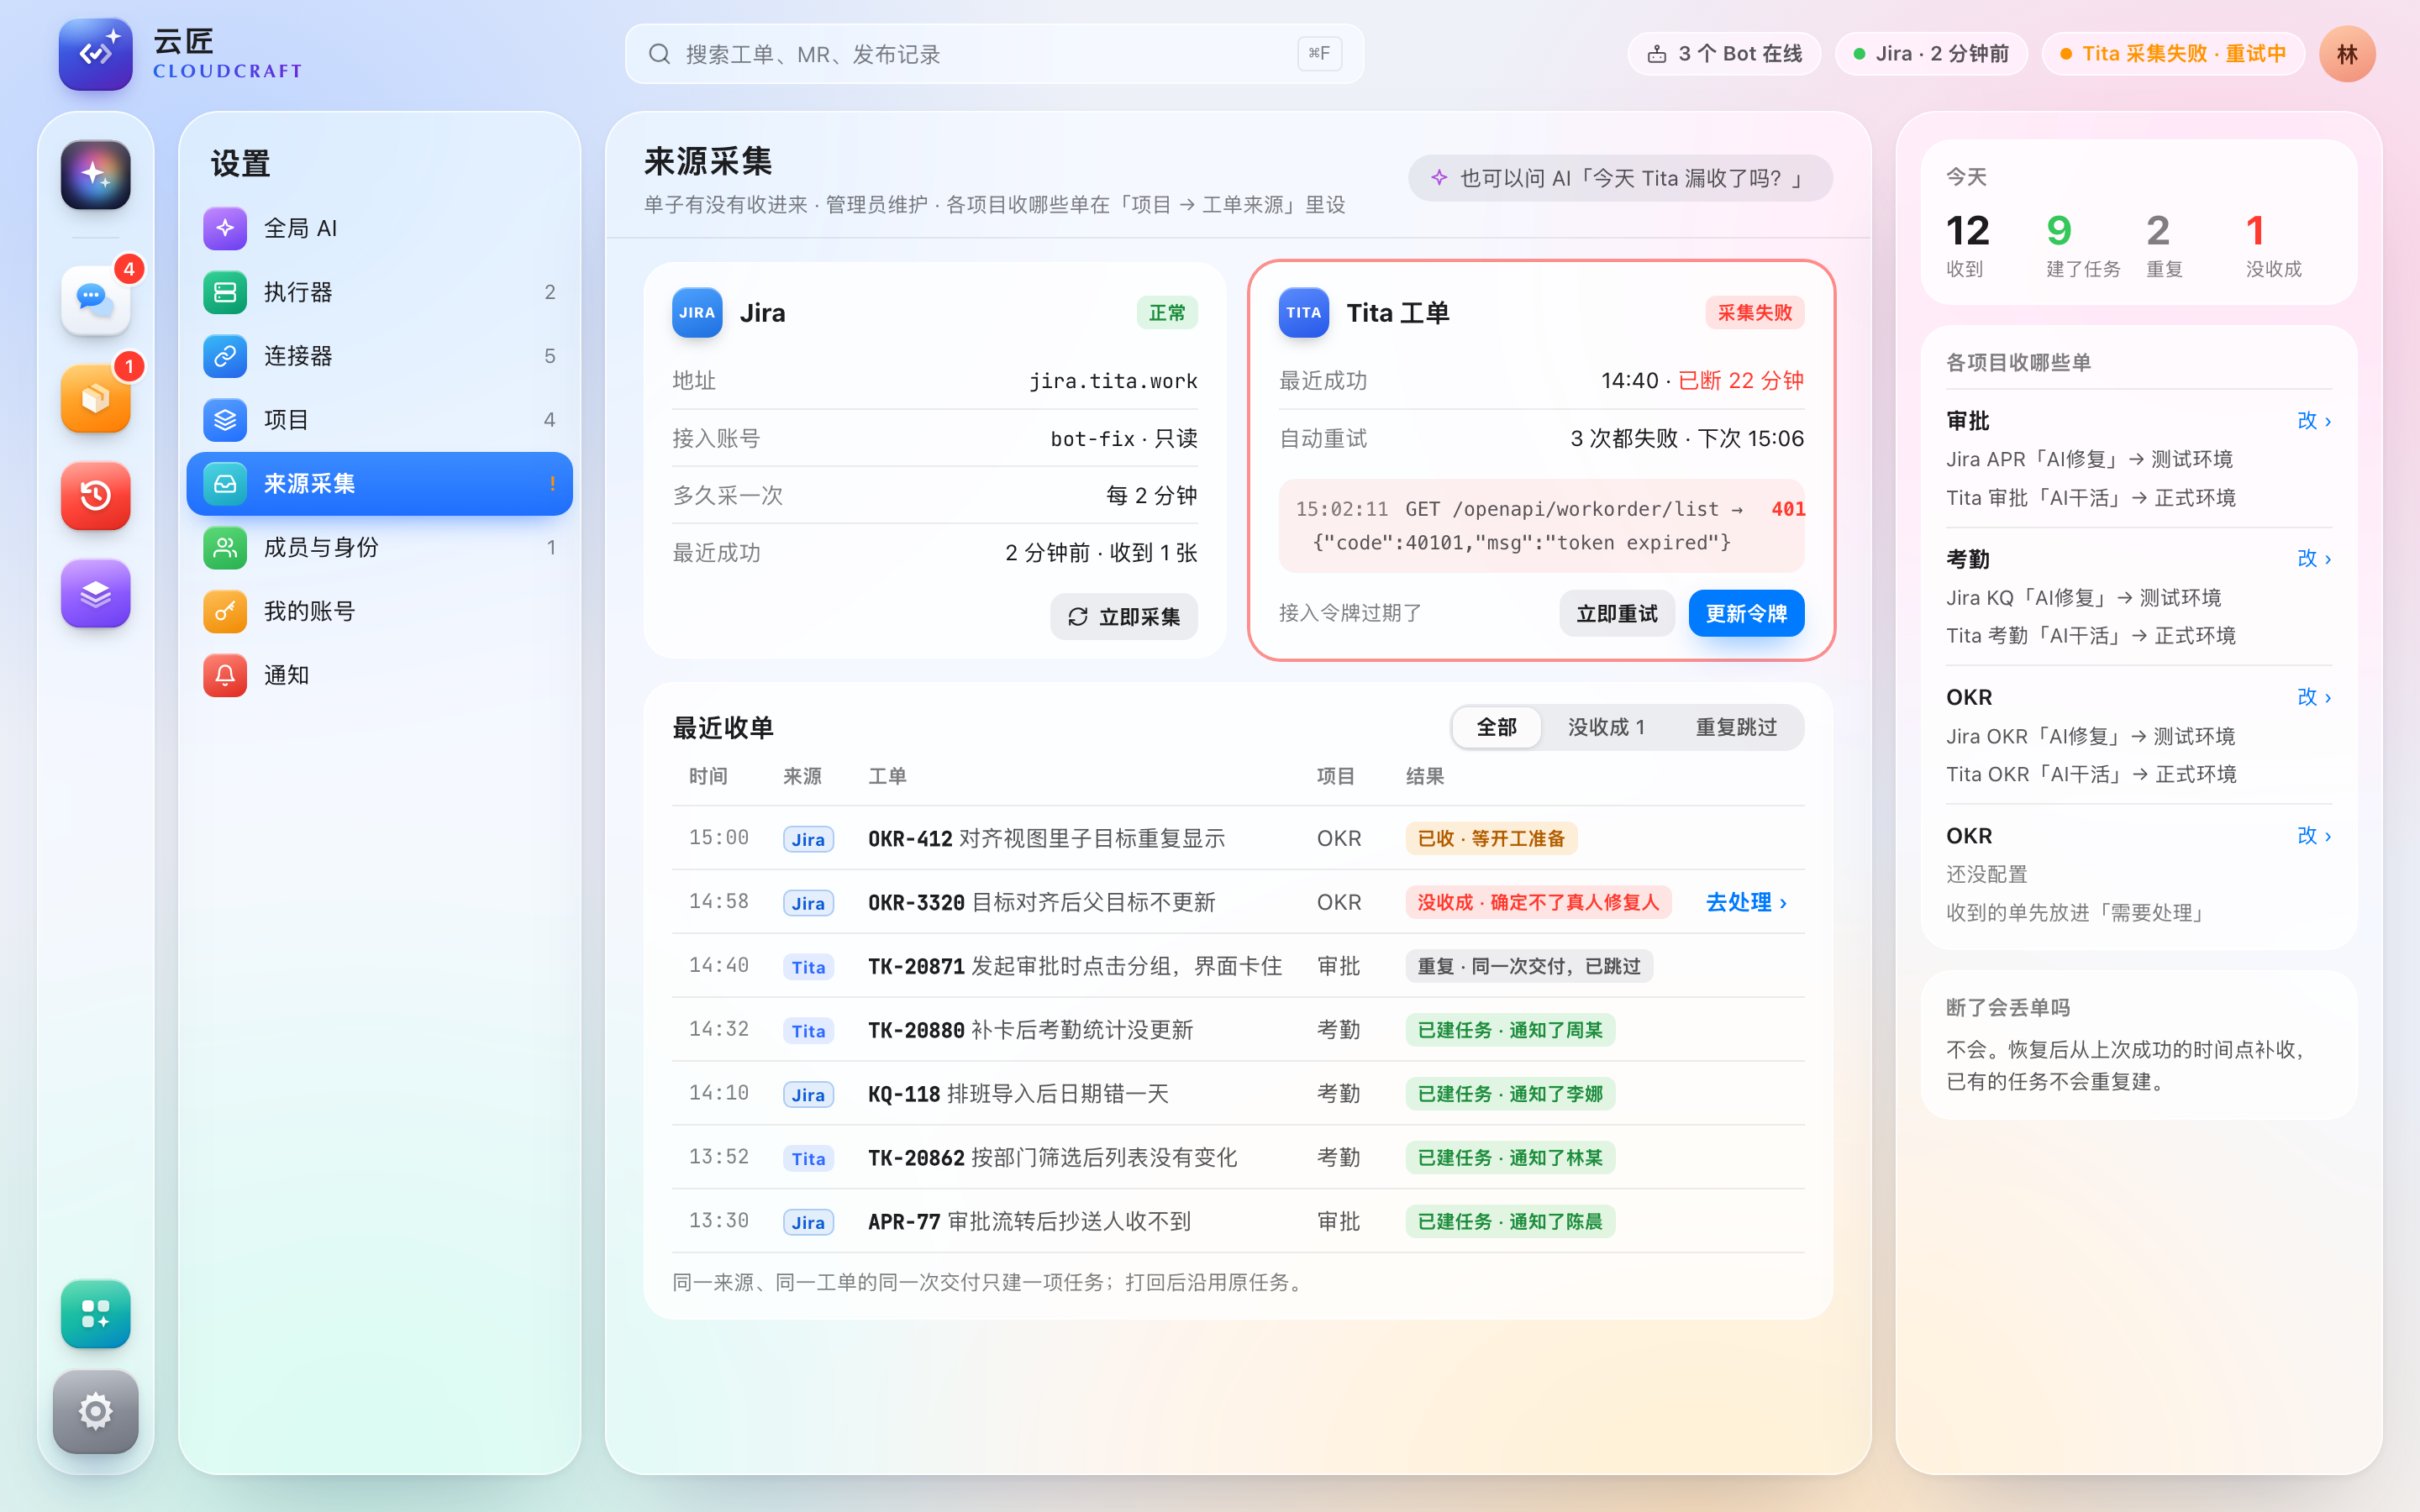 云匠
CLOUDCRAFT
搜索工单、MR、发布记录
⌘F
3 个 Bot 在线
Jira · 2 分钟前
Tita 采集失败 · 重试中
林
4
1
设置
全局 AI
执行器 2
连接器 5
项目 4
来源采集 !
成员与身份 1
我的账号
通知
来源采集
单子有没有收进来 · 管理员维护 · 各项目收哪些单在「项目 → 工单来源」里设
也可以问 AI「今天 Tita 漏收了吗？」
JIRA
Jira
正常
地址 jira.tita.work
接入账号 bot-fix · 只读
多久采一次 每 2 分钟
最近成功 2 分钟前 · 收到 1 张
立即采集
TITA
Tita 工单
采集失败
最近成功 14:40 · 已断 22 分钟
自动重试 3 次都失败 · 下次 15:06
15:02:11 GET /openapi/workorder/list → 401
{"code":40101,"msg":"token expired"}
接入令牌过期了
立即重试
更新令牌
最近收单
全部
没收成 1
重复跳过
时间 来源 工单 项目 结果
15:00 Jira OKR-412 对齐视图里子目标重复显示 OKR 已收 · 等开工准备
14:58 Jira OKR-3320 目标对齐后父目标不更新 OKR 没收成 · 确定不了真人修复人 去处理 ›
14:40 Tita TK-20871 发起审批时点击分组，界面卡住 审批 重复 · 同一次交付，已跳过
14:32 Tita TK-20880 补卡后考勤统计没更新 考勤 已建任务 · 通知了周某
14:10 Jira KQ-118 排班导入后日期错一天 考勤 已建任务 · 通知了李娜
13:52 Tita TK-20862 按部门筛选后列表没有变化 考勤 已建任务 · 通知了林某
13:30 Jira APR-77 审批流转后抄送人收不到 审批 已建任务 · 通知了陈晨
同一来源、同一工单的同一次交付只建一项任务；打回后沿用原任务。
今天
12 9 2 1
收到 建了任务 重复 没收成
各项目收哪些单
审批 改 ›
Jira APR「AI修复」→ 测试环境
Tita 审批「AI干活」→ 正式环境
考勤 改 ›
Jira KQ「AI修复」→ 测试环境
Tita 考勤「AI干活」→ 正式环境
OKR 改 ›
Jira OKR「AI修复」→ 测试环境
Tita OKR「AI干活」→ 正式环境
OKR 改 ›
还没配置
收到的单先放进「需要处理」
断了会丢单吗
不会。恢复后从上次成功的时间点补收，
已有的任务不会重复建。